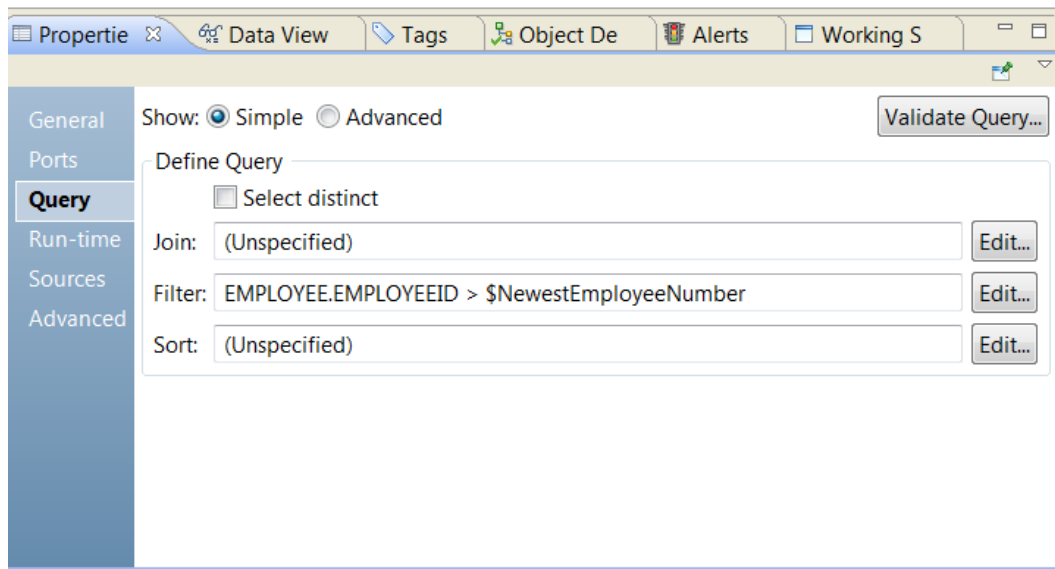 Propertie Data View Tags Object De Alerts Working S
General
Ports
Query
Run-time
Sources
Advanced
Show: Simple Advanced Validate Query...
Define Query
Select distinct
Join: (Unspecified) Edit...
Filter: EMPLOYEE.EMPLOYEEID > $NewestEmployeeNumber Edit...
Sort: (Unspecified) Edit...